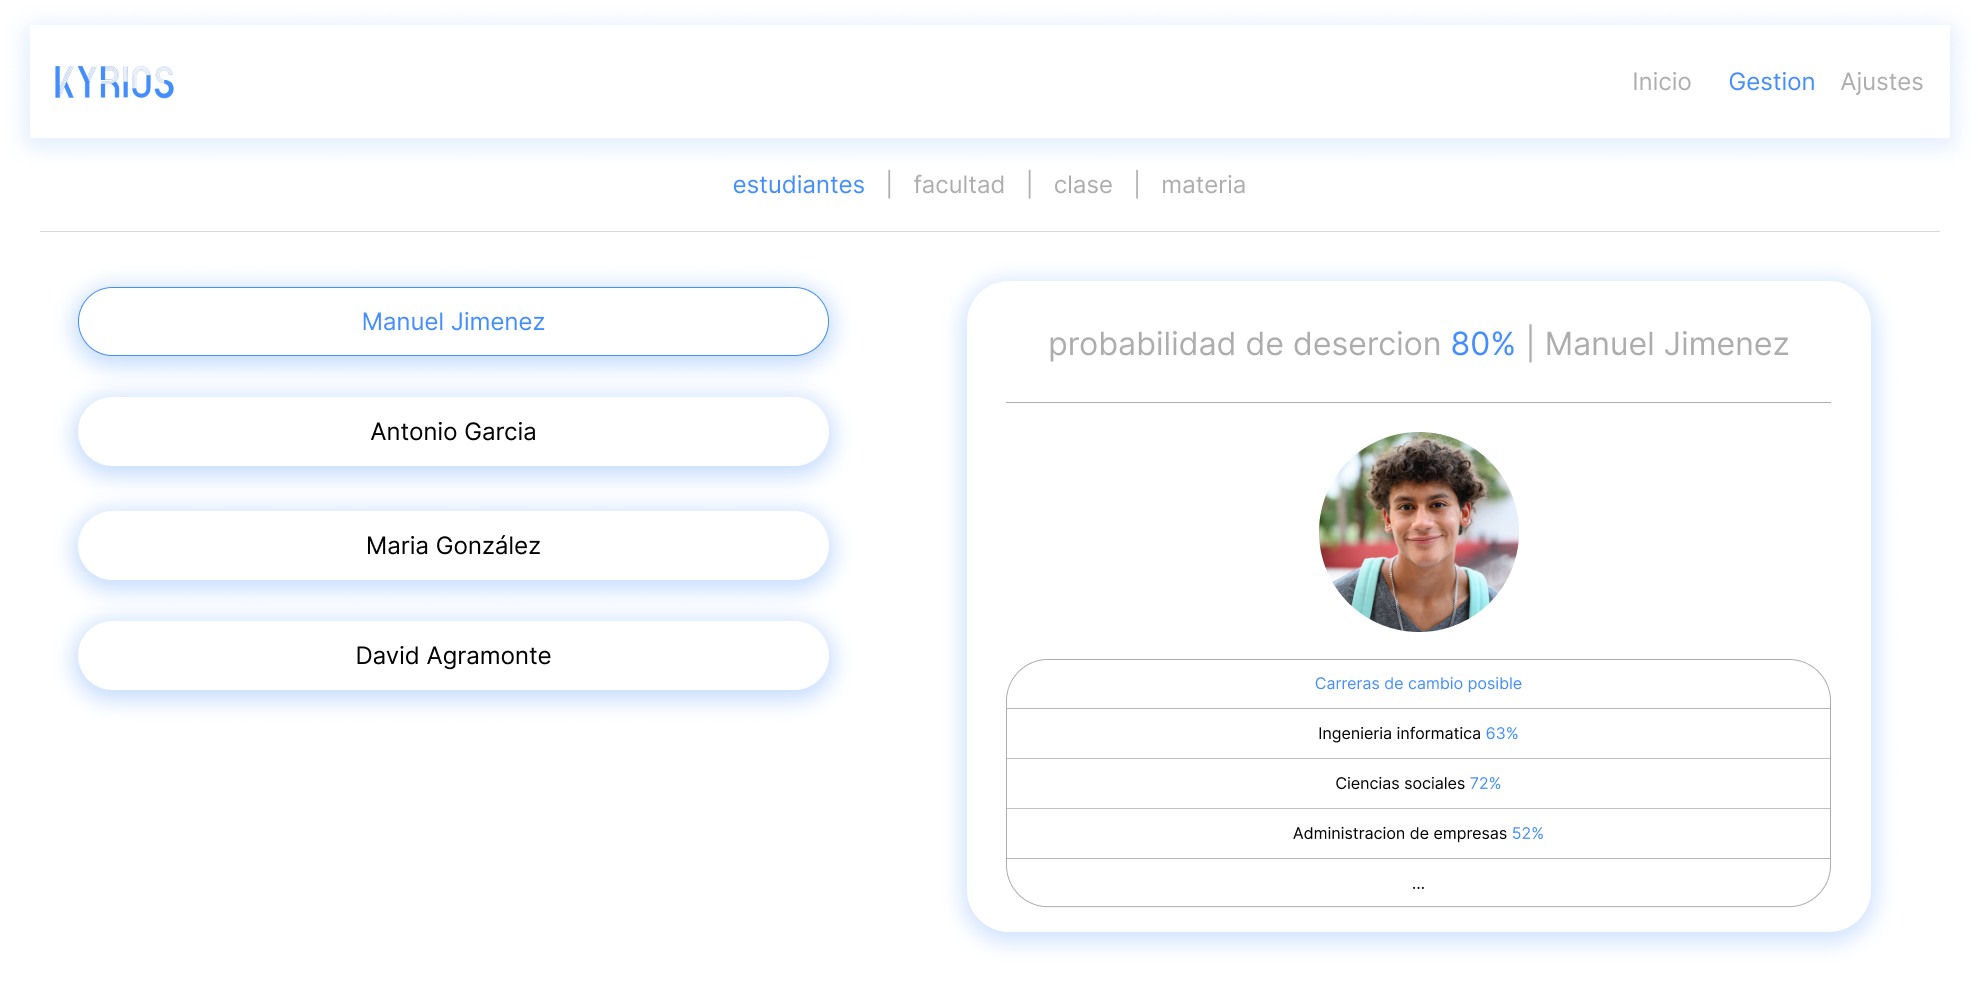 KYRIOS
Inicio Gestion Ajustes
estudiantes | facultad | clase | materia
Manuel Jimenez
Antonio Garcia
Maria González
David Agramonte
probabilidad de desercion 80% | Manuel Jimenez
Carreras de cambio posible
Ingenieria informatica 63%
Ciencias sociales 72%
Administracion de empresas 52%
...